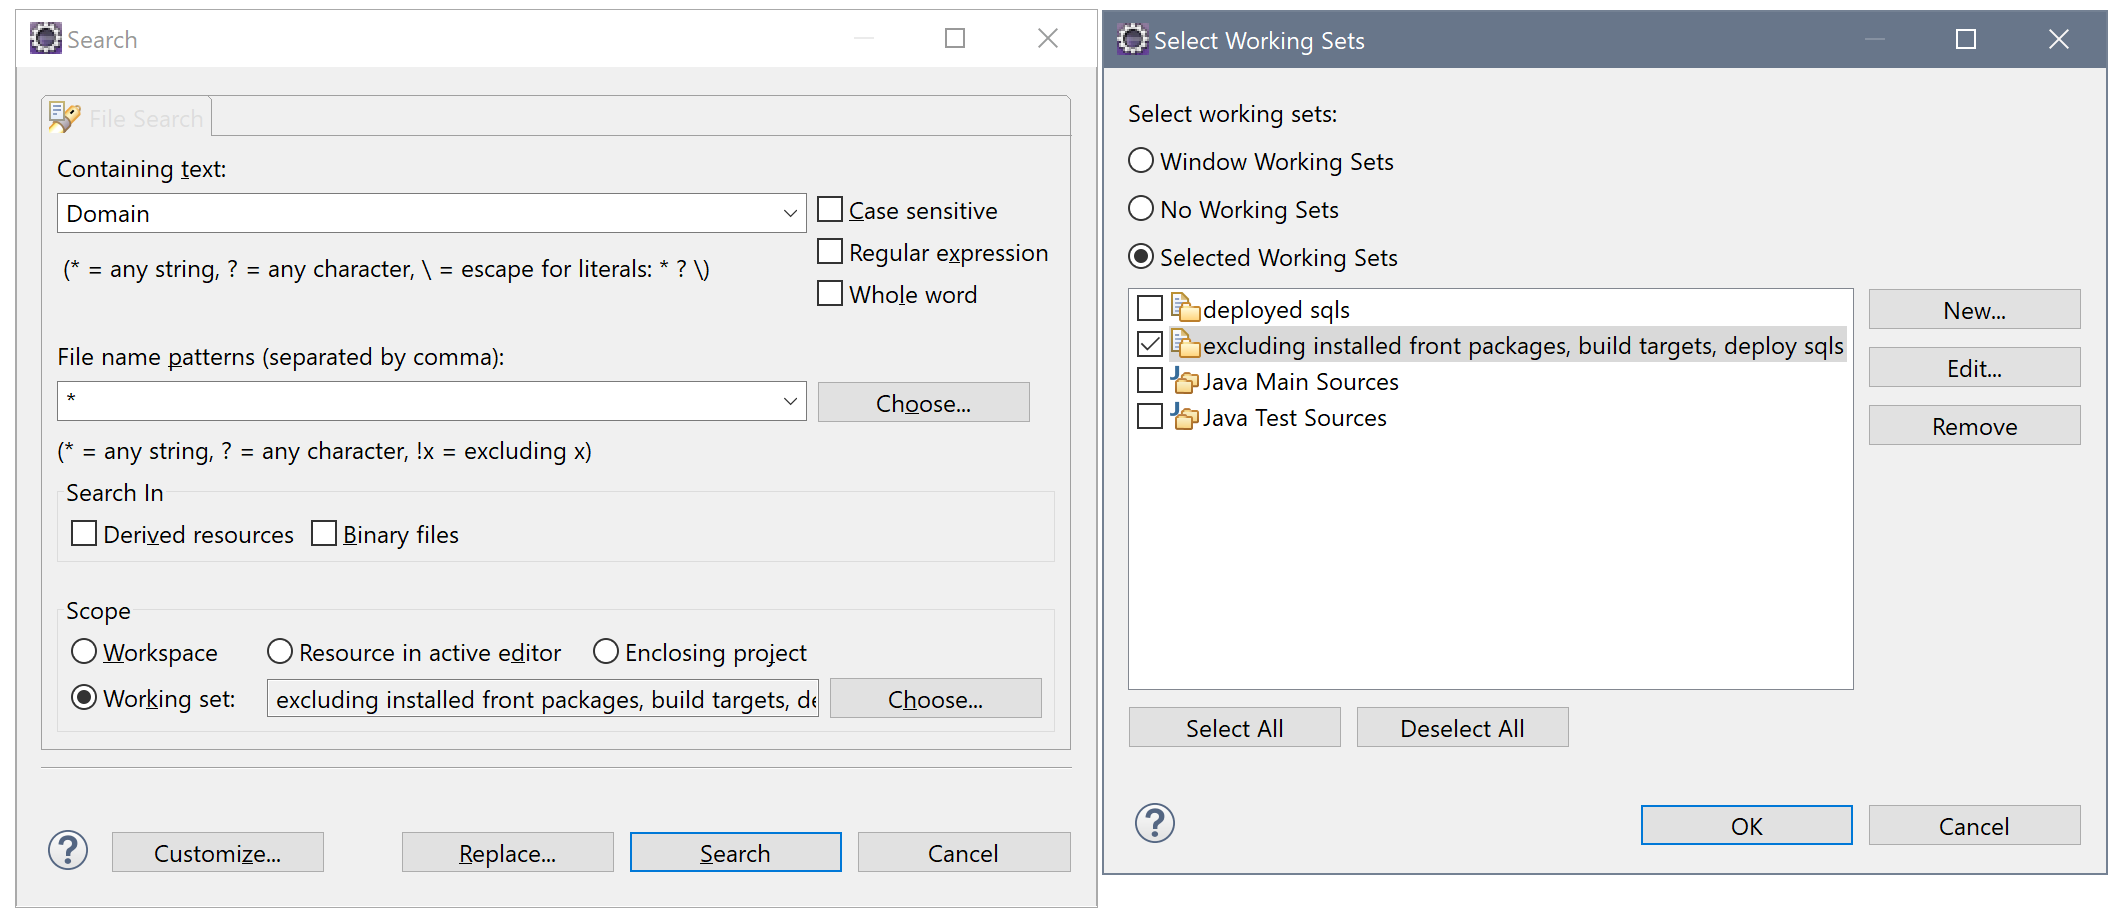 Search
File Search
Containing text:
Domain
Case sensitive
(* = any string, ? = any character, \ = escape for literals: * ? \)
Regular expression
Whole word
File name patterns (separated by comma):
*
Choose...
(* = any string, ? = any character, !x = excluding x)
Search In
Derived resources
Binary files
Scope
Workspace
Resource in active editor
Enclosing project
Working set:
excluding installed front packages, build targets, de
Choose...
?
Customize...
Replace...
Search
Cancel
Select Working Sets
Select working sets:
Window Working Sets
No Working Sets
Selected Working Sets
deployed sqls
excluding installed front packages, build targets, deploy sqls
Java Main Sources
Java Test Sources
New...
Edit...
Remove
Select All
Deselect All
?
OK
Cancel